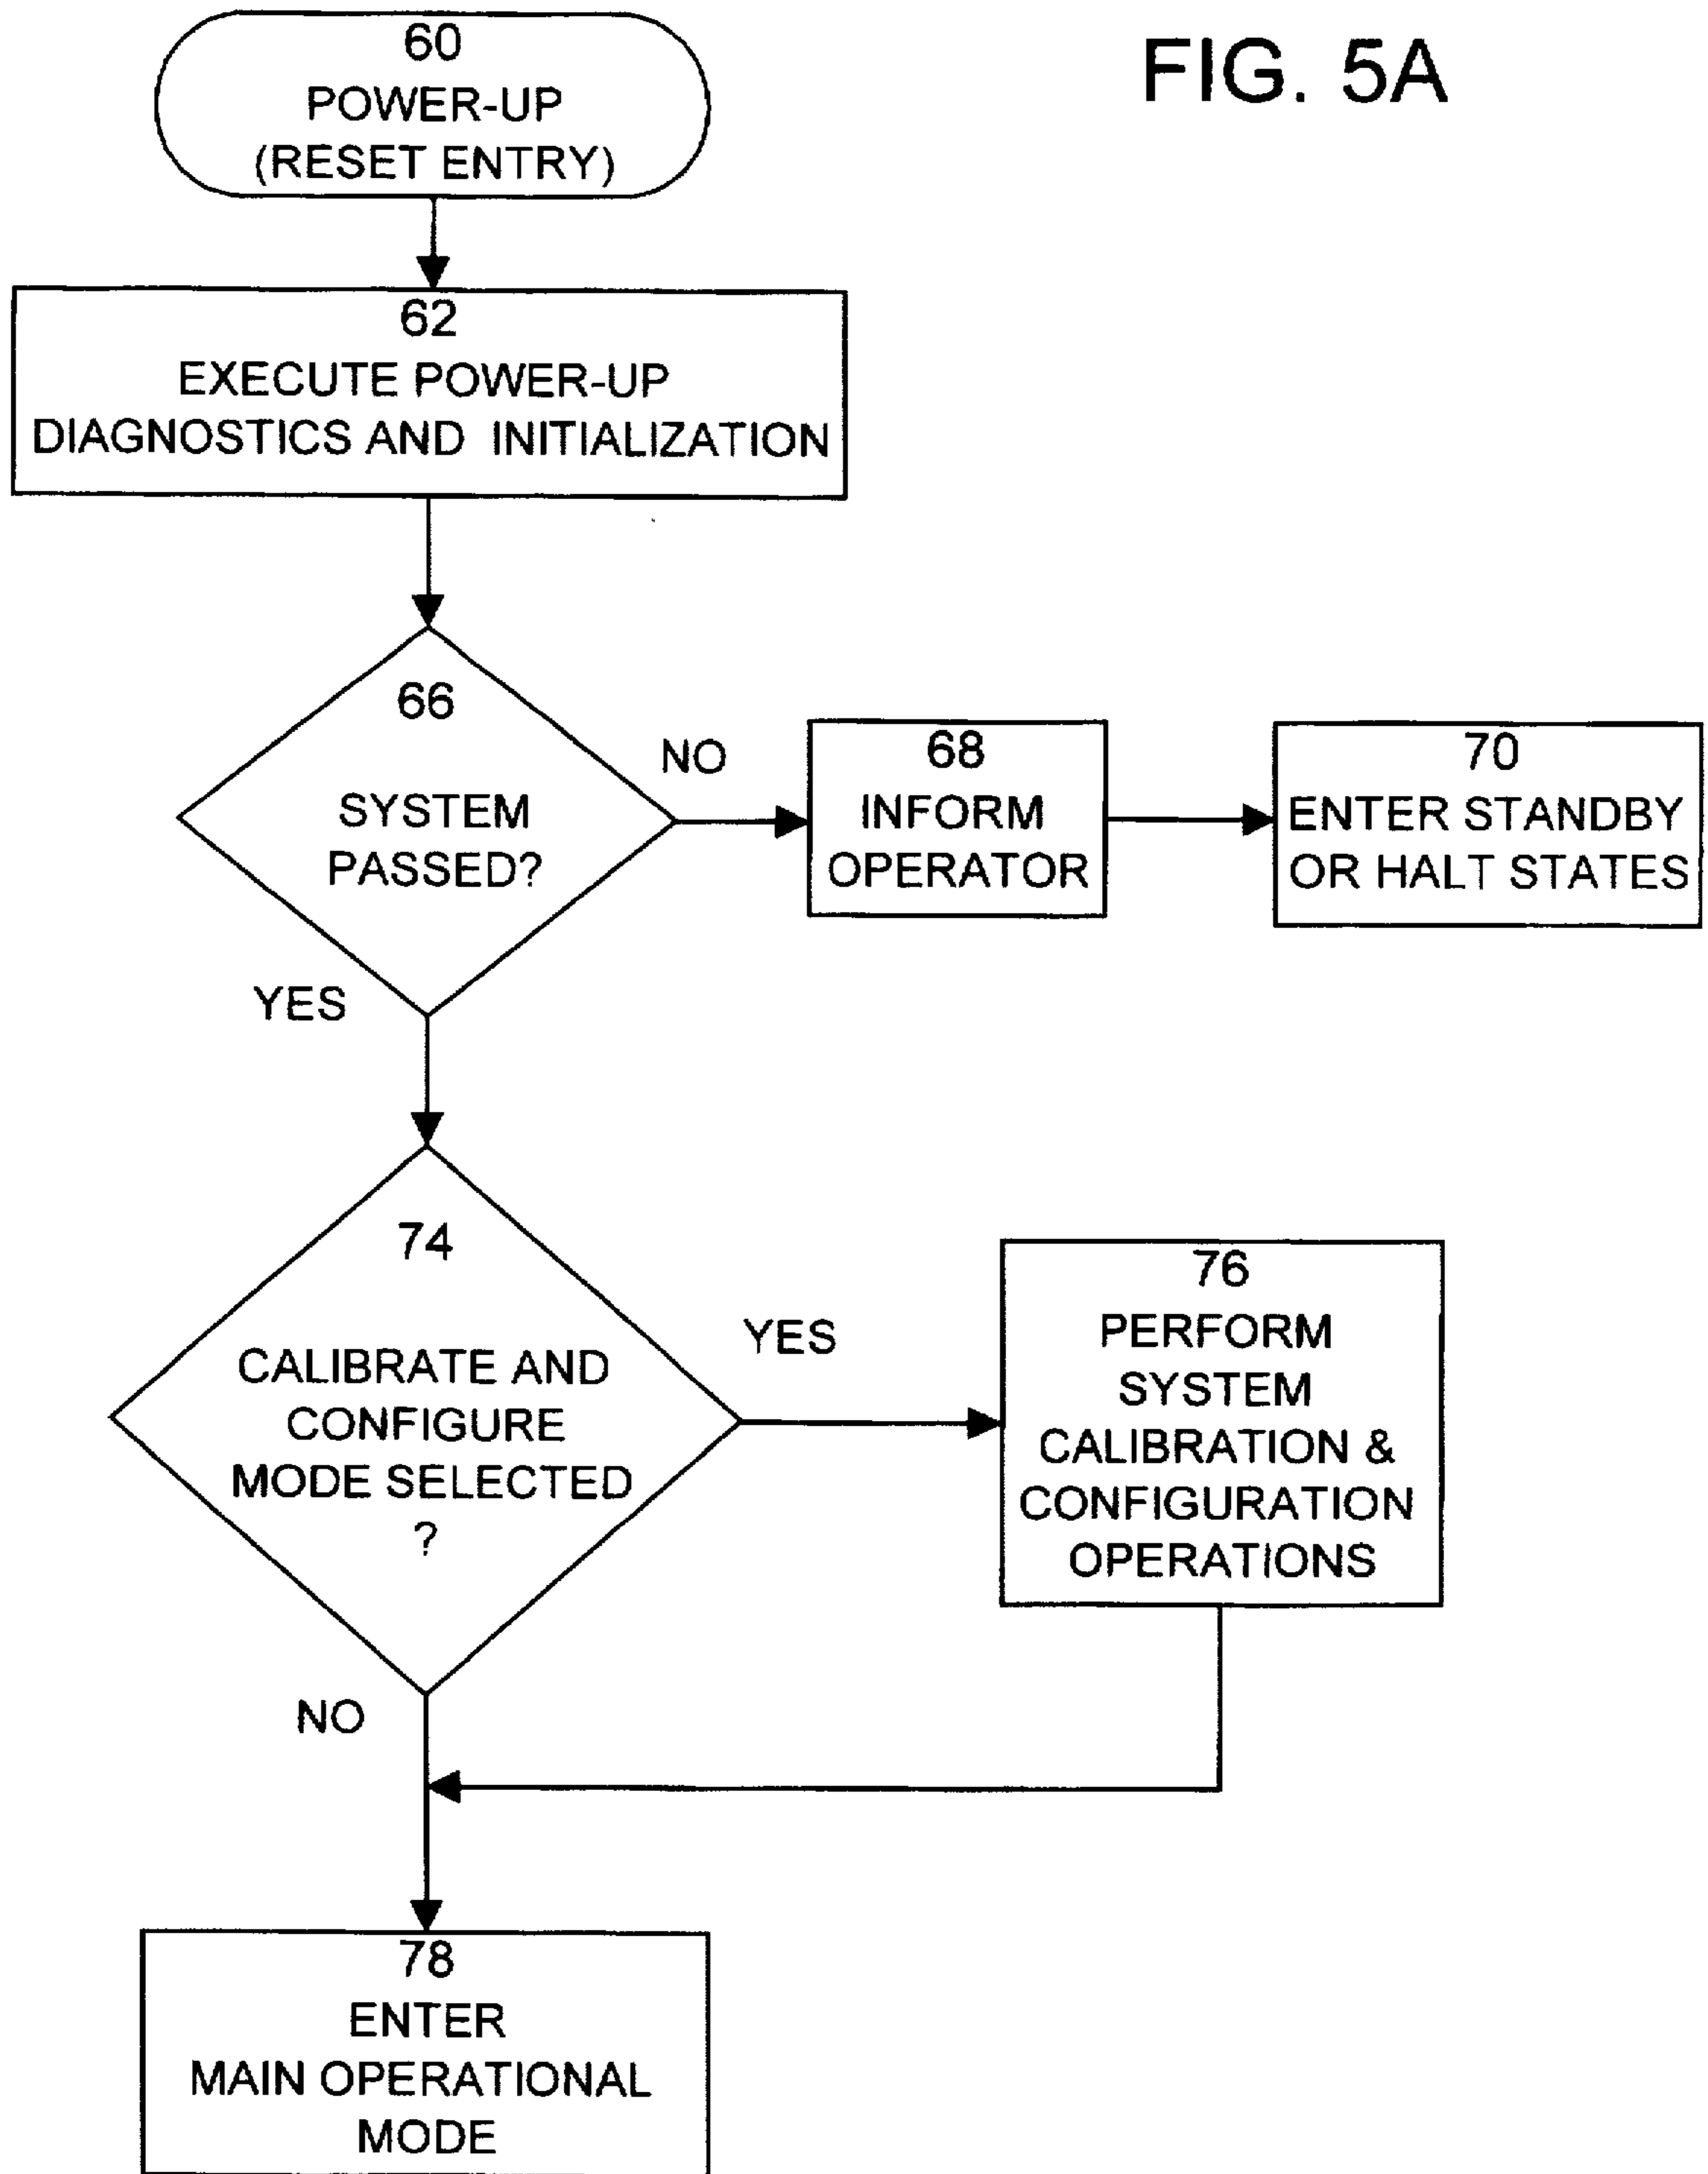 FIG. 5A
60
POWER-UP
(RESET ENTRY)
62
EXECUTE POWER-UP
DIAGNOSTICS AND INITIALIZATION
66
SYSTEM
PASSED?
NO
68
INFORM
OPERATOR
70
ENTER STANDBY
OR HALT STATES
YES
74
CALIBRATE AND
CONFIGURE
MODE SELECTED
?
YES
76
PERFORM
SYSTEM
CALIBRATION &
CONFIGURATION
OPERATIONS
NO
78
ENTER
MAIN OPERATIONAL
MODE